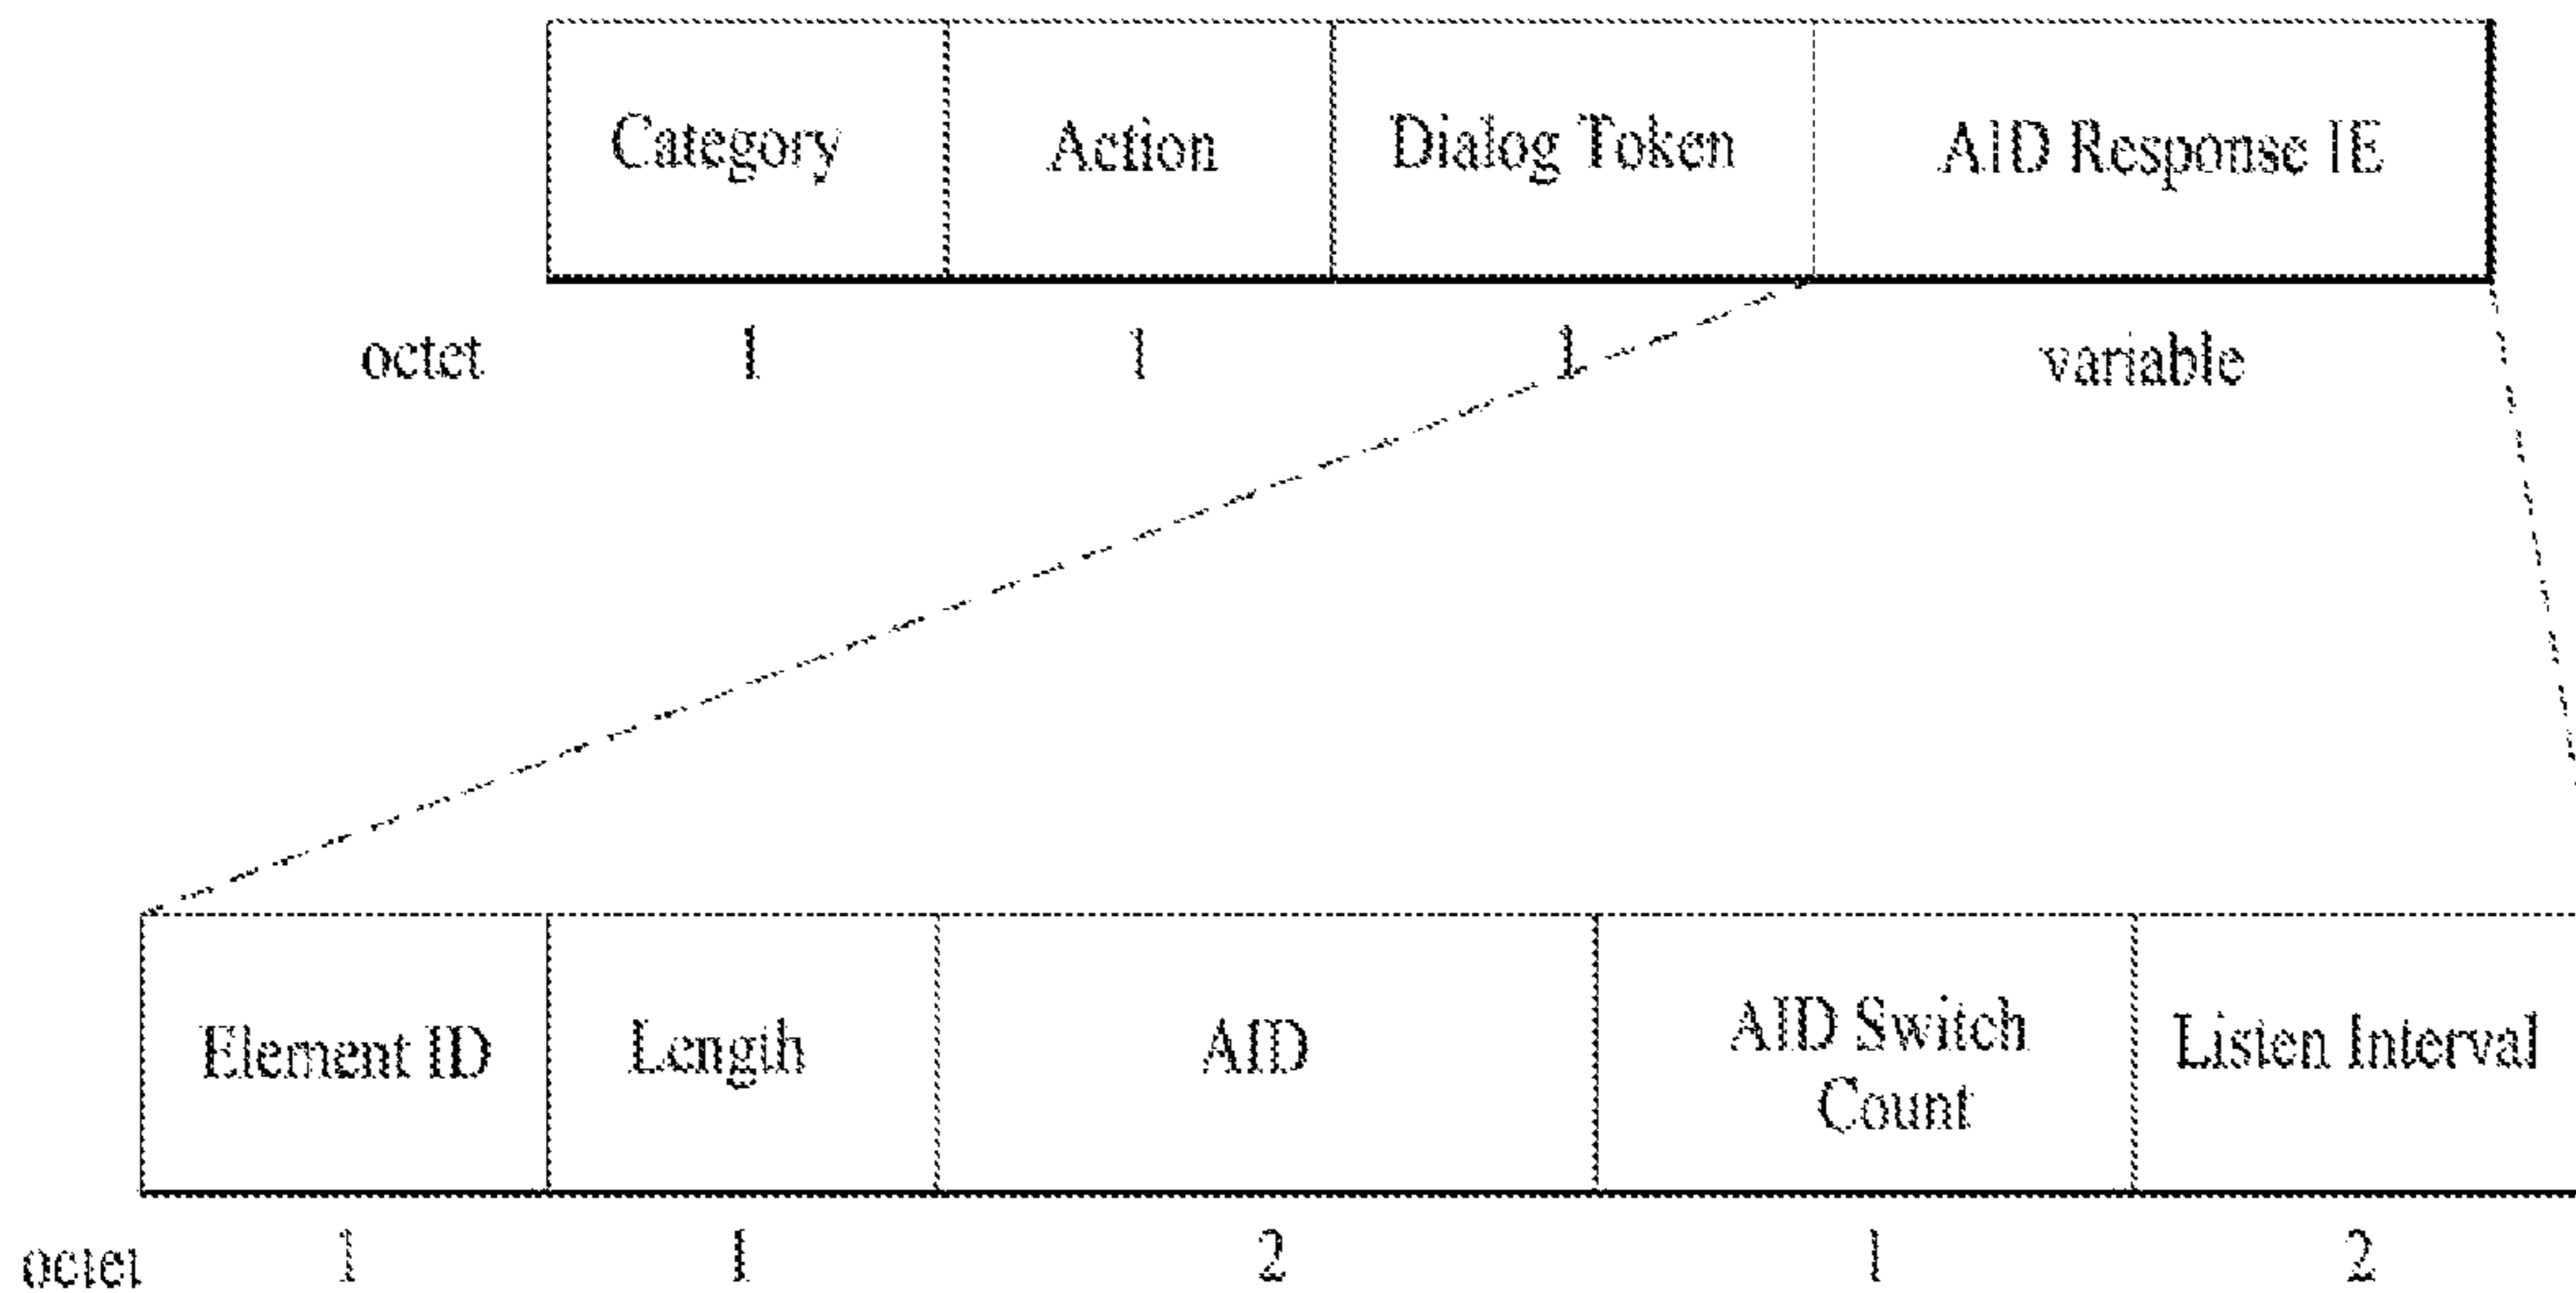 Category Action Dialog Token AID Response IE
octet 1 1 1 variable
Element ID Length AID AID Switch Count Listen Interval
octet 1 1 2 1 2